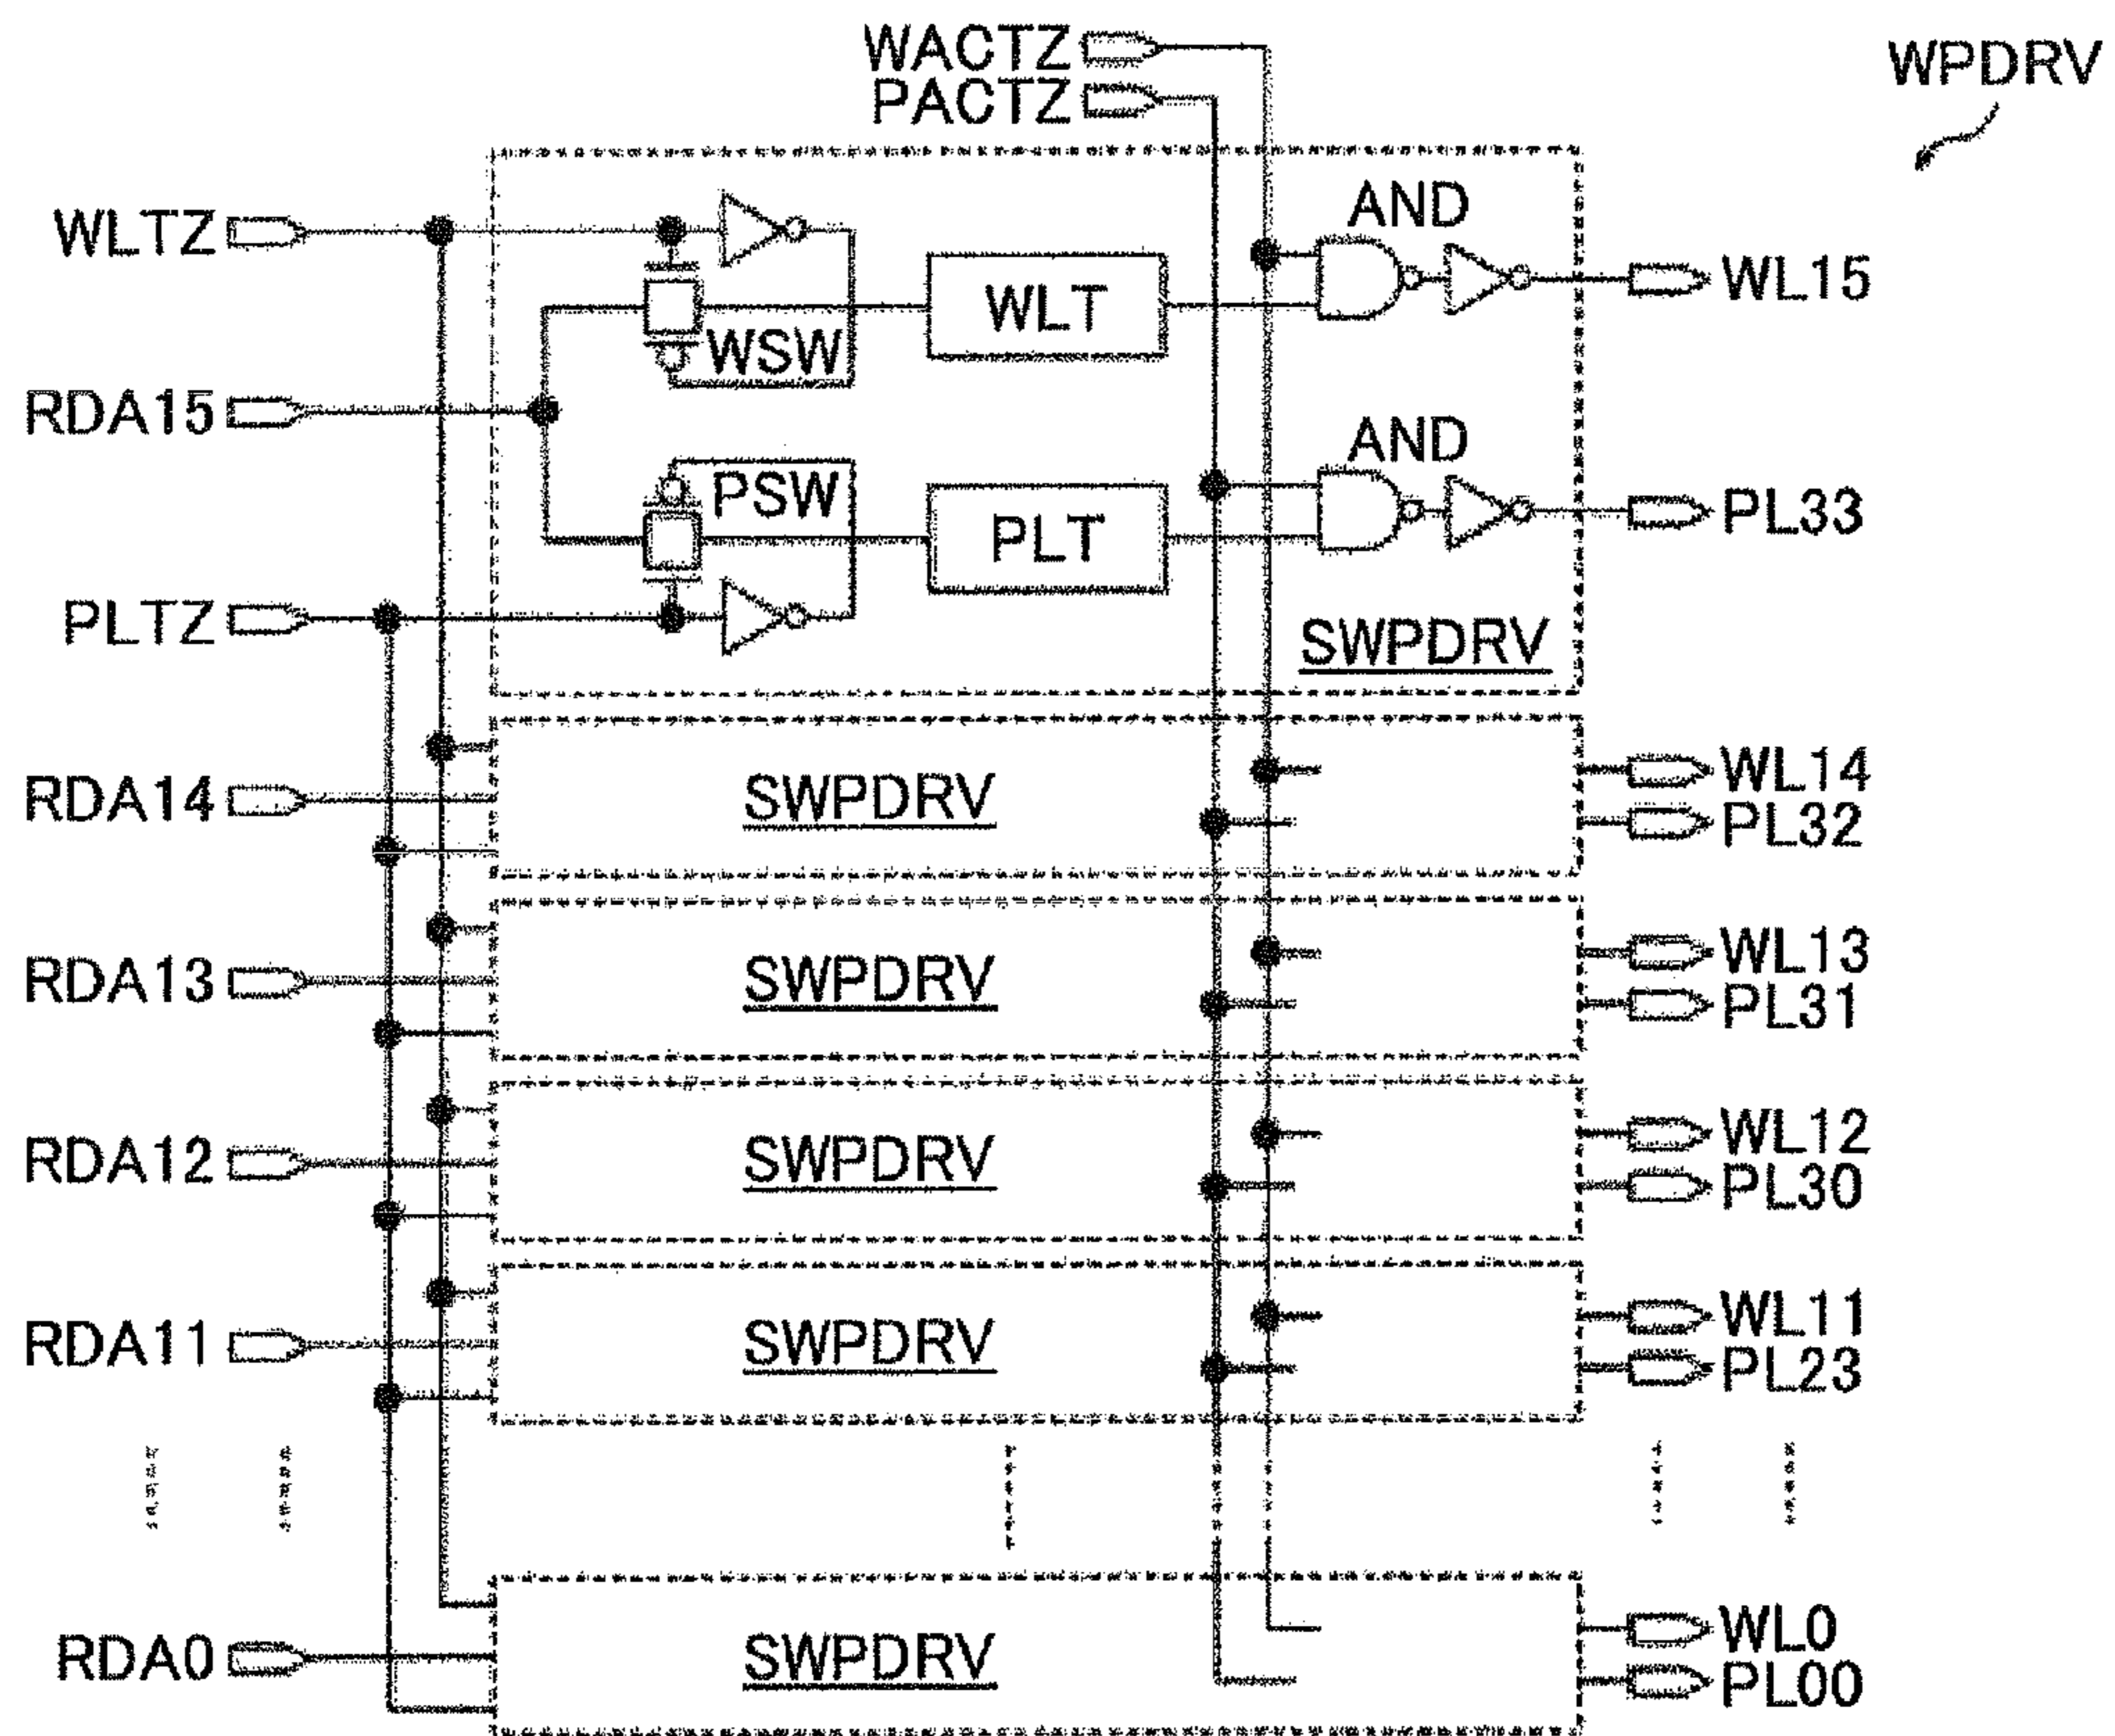 WACTZ
PACTZ
WPDRV
WLTZ
AND
WL15
WLT
WSW
RDA15
AND
PSW
PL33
PLT
PLTZ
SWPDRV
RDA14
SWPDRV
WL14
PL32
RDA13
SWPDRV
WL13
PL31
RDA12
SWPDRV
WL12
PL30
RDA11
SWPDRV
WL11
PL23
RDA0
SWPDRV
WL0
PL00